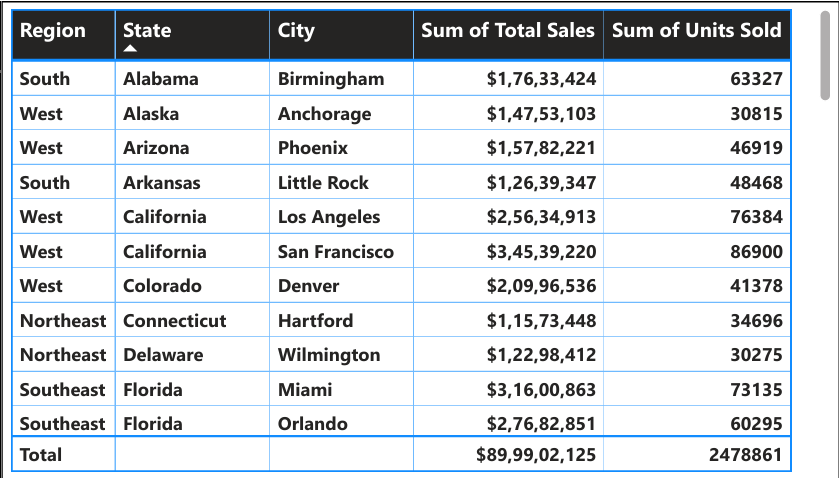 Region State City Sum of Total Sales Sum of Units Sold
South Alabama Birmingham $1,76,33,424 63327
West Alaska Anchorage $1,47,53,103 30815
West Arizona Phoenix $1,57,82,221 46919
South Arkansas Little Rock $1,26,39,347 48468
West California Los Angeles $2,56,34,913 76384
West California San Francisco $3,45,39,220 86900
West Colorado Denver $2,09,96,536 41378
Northeast Connecticut Hartford $1,15,73,448 34696
Northeast Delaware Wilmington $1,22,98,412 30275
Southeast Florida Miami $3,16,00,863 73135
Southeast Florida Orlando $2,76,82,851 60295
Total $89,99,02,125 2478861